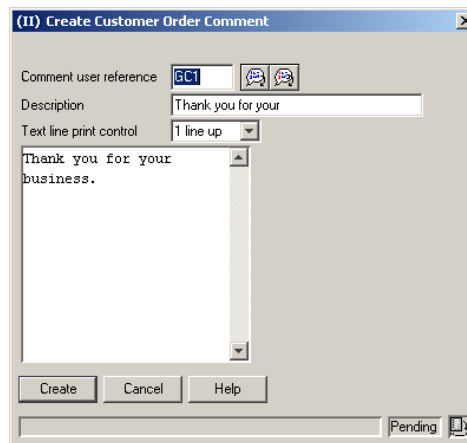 (II) Create Customer Order Comment
Comment user reference GC1
Description Thank you for your
Text line print control 1 line up
Thank you for your
business.
Create Cancel Help
Pending